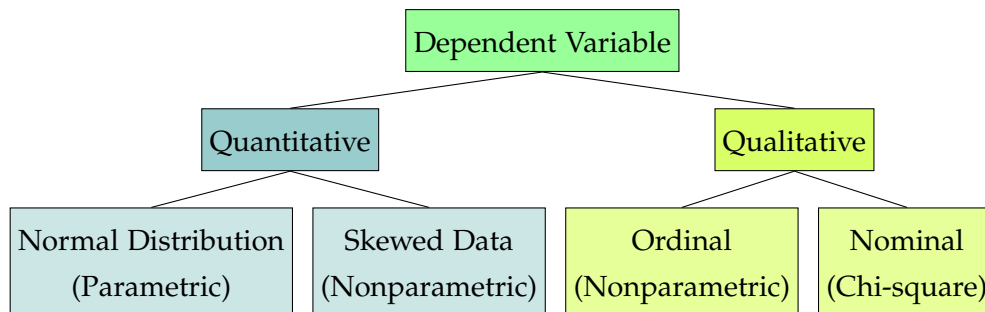 Dependent Variable
Quantitative
Qualitative
Normal Distribution
(Parametric)
Skewed Data
(Nonparametric)
Ordinal
(Nonparametric)
Nominal
(Chi-square)